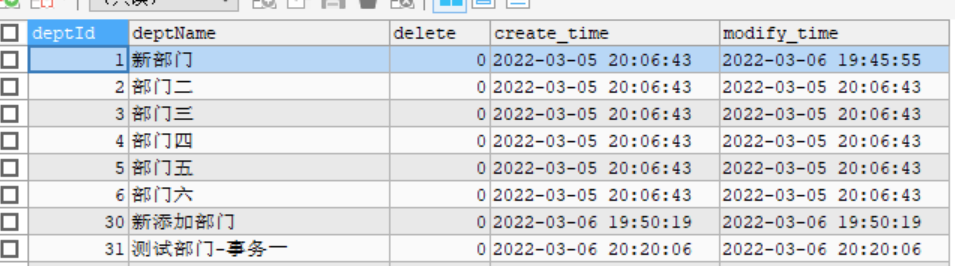 deptId deptName delete create_time modify_time
1 新部门 0 2022-03-05 20:06:43 2022-03-06 19:45:55
2 部门二 0 2022-03-05 20:06:43 2022-03-05 20:06:43
3 部门三 0 2022-03-05 20:06:43 2022-03-05 20:06:43
4 部门四 0 2022-03-05 20:06:43 2022-03-05 20:06:43
5 部门五 0 2022-03-05 20:06:43 2022-03-05 20:06:43
6 部门六 0 2022-03-05 20:06:43 2022-03-05 20:06:43
30 新添加部门 0 2022-03-06 19:50:19 2022-03-06 19:50:19
31 测试部门-事务一 0 2022-03-06 20:20:06 2022-03-06 20:20:06